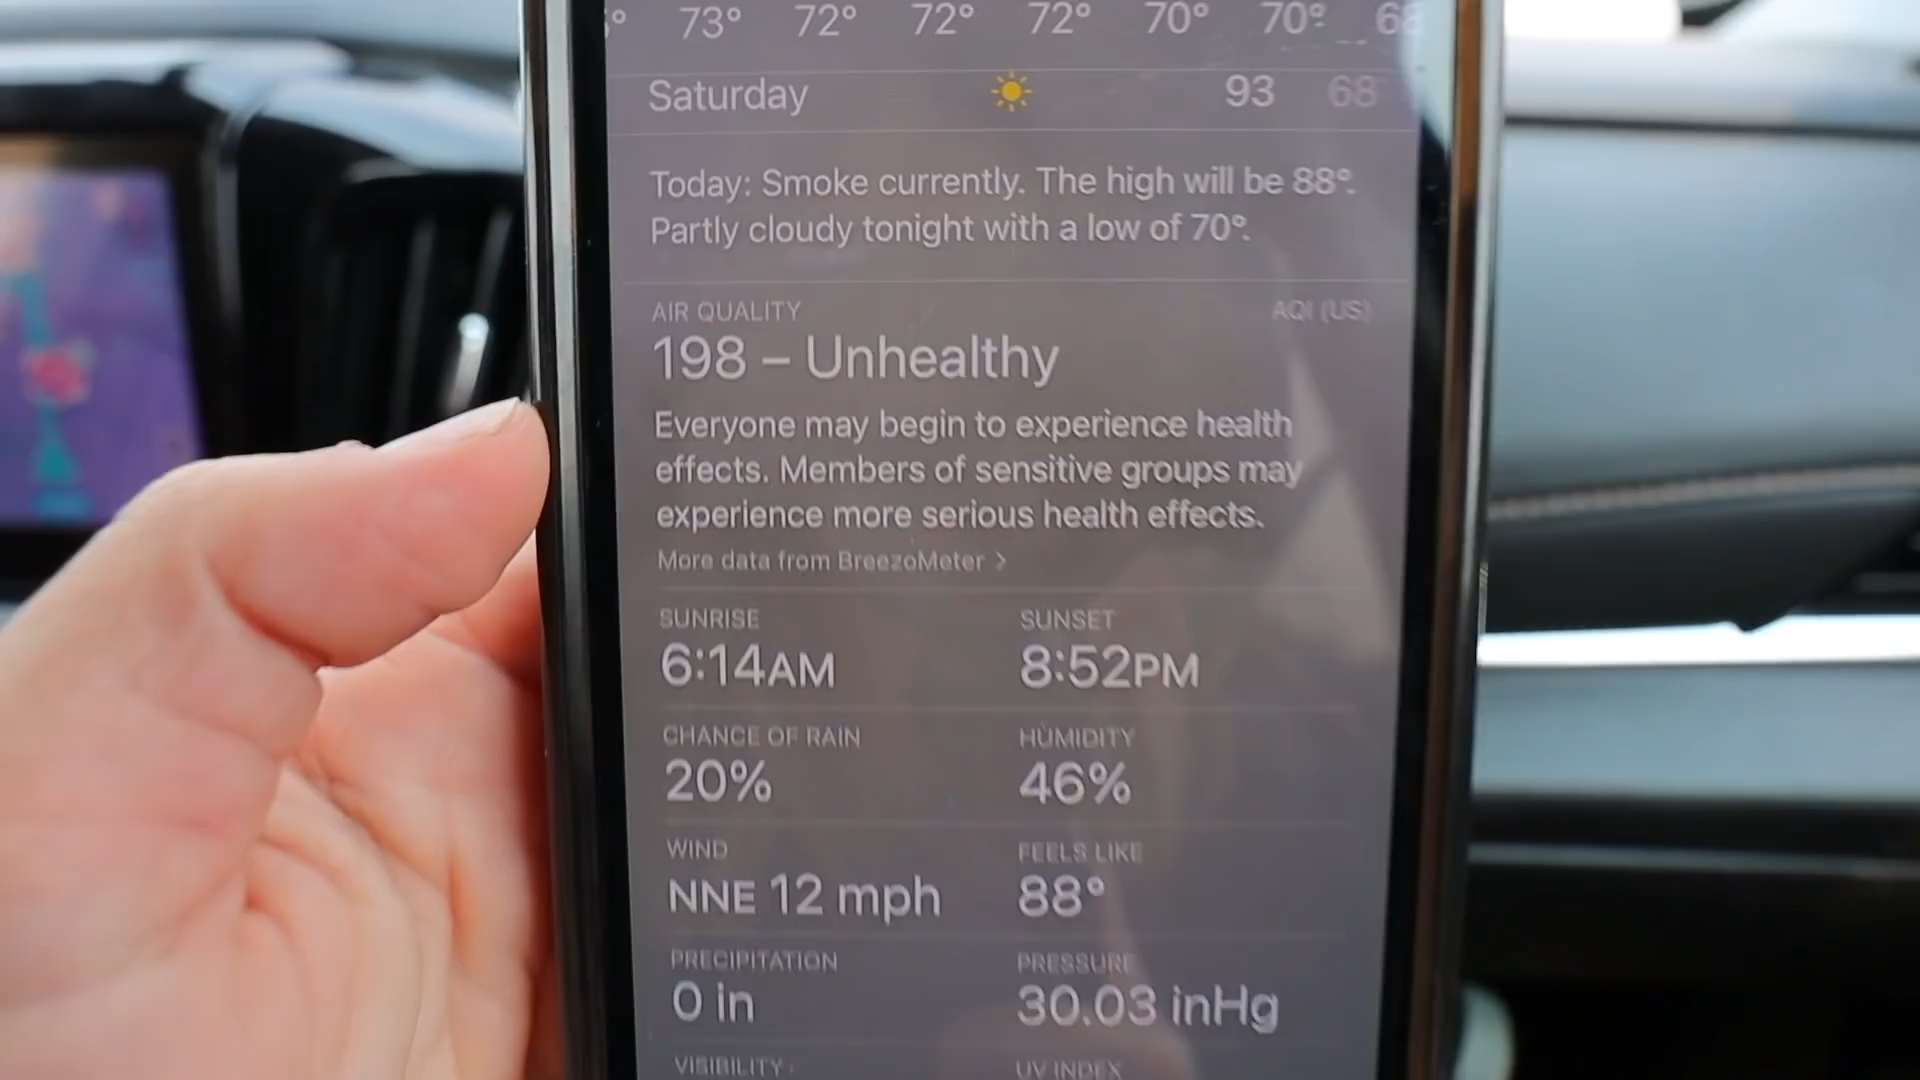 73° 72° 72° 72° 70° 70°
Saturday 93 68
Today: Smoke currently. The high will be 88°.
Partly cloudy tonight with a low of 70°.
AIR QUALITY AQI (US)
198 – Unhealthy
Everyone may begin to experience health
effects. Members of sensitive groups may
experience more serious health effects.
More data from BreezoMeter >
SUNRISE SUNSET
6:14AM 8:52PM
CHANCE OF RAIN HUMIDITY
20% 46%
WIND FEELS LIKE
NNE 12 mph 88°
PRECIPITATION PRESSURE
0 in 30.03 inHg
VISIBILITY UV INDEX